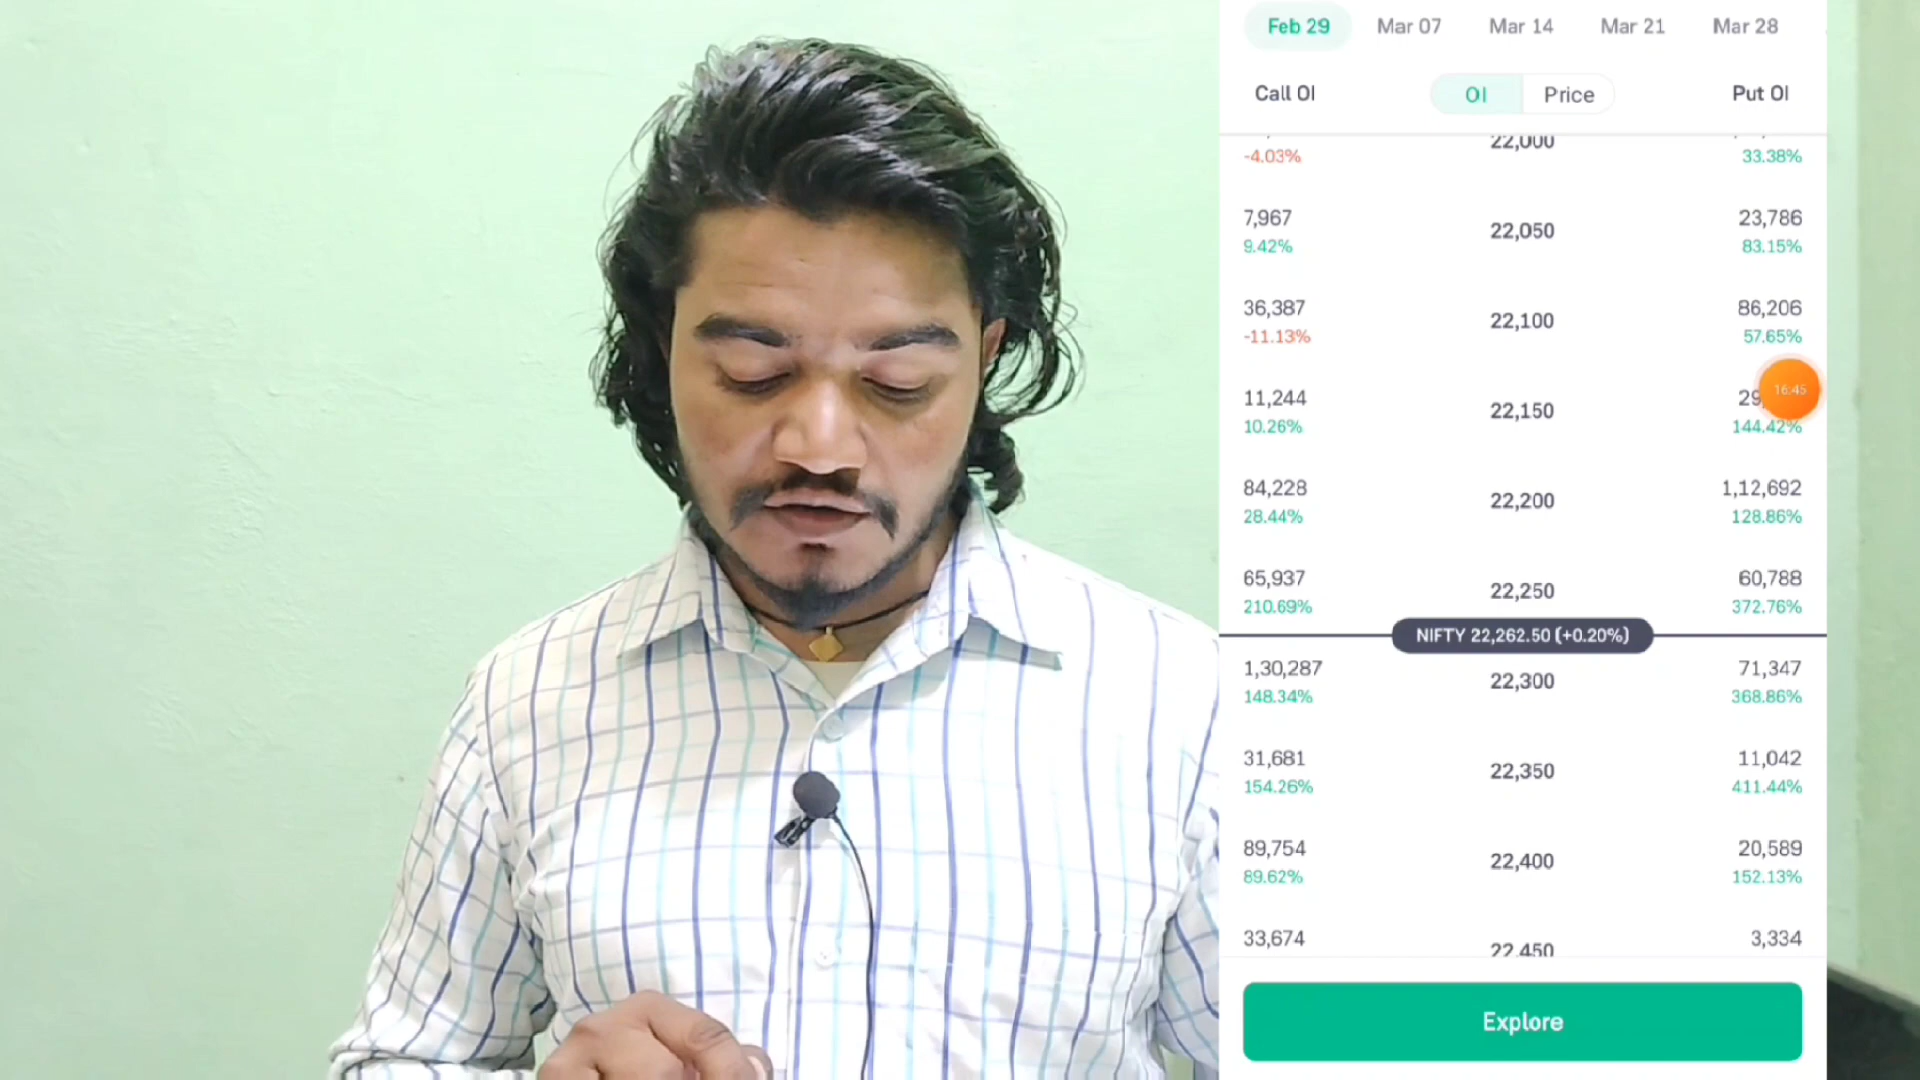 Feb 29 Mar 07 Mar 14 Mar 21 Mar 28
Call OI OI Price Put OI
22,000
-4.03% 33.38%
7,967 22,050 23,786
9.42% 83.15%
36,387 22,100 86,206
-11.13% 57.65%
16:45
11,244 22,150
10.26% 144.42%
84,228 22,200 1,12,692
28.44% 128.86%
65,937 22,250 60,788
210.69% 372.76%
NIFTY 22,262.50 (+0.20%)
1,30,287 22,300 71,347
148.34% 368.86%
31,681 22,350 11,042
154.26% 411.44%
89,754 22,400 20,589
89.62% 152.13%
33,674 22,450 3,334
Explore